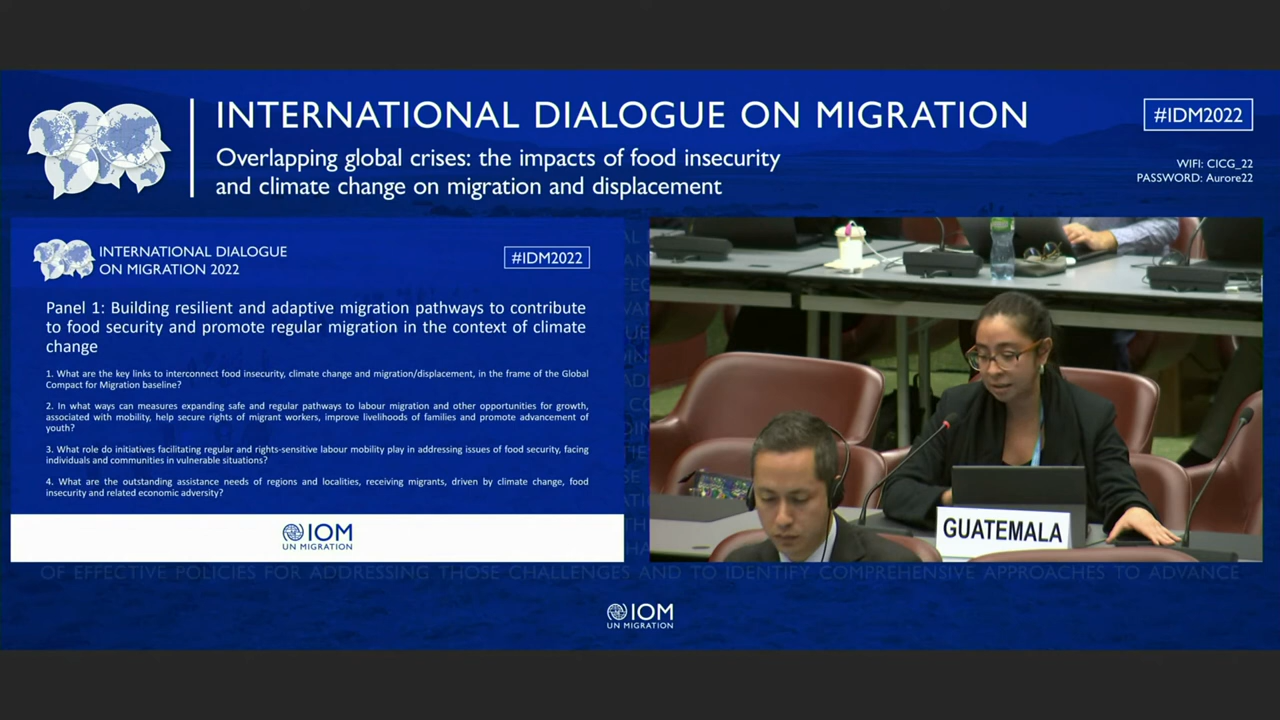 INTERNATIONAL DIALOGUE ON MIGRATION
Overlapping global crises: the impacts of food insecurity
and climate change on migration and displacement
#IDM2022
WIFI: CICG_22
PASSWORD: Aurore22
INTERNATIONAL DIALOGUE
ON MIGRATION 2022
#IDM2022
Panel 1: Building resilient and adaptive migration pathways to contribute
to food security and promote regular migration in the context of climate
change
1. What are the key links to interconnect food insecurity, climate change and migration/displacement, in the frame of the Global
Compact for Migration baseline?
2. In what ways can measures expanding safe and regular pathways to labour migration and other opportunities for growth,
associated with mobility, help secure rights of migrant workers, improve livelihoods of families and promote advancement of
youth?
3. What role do initiatives facilitating regular and rights-sensitive labour mobility play in addressing issues of food security, facing
individuals and communities in vulnerable situations?
4. What are the outstanding assistance needs of regions and localities, receiving migrants, driven by climate change, food
insecurity and related economic adversity?
IOM
UN MIGRATION
GUATEMALA
OF EFFECTIVE POLICIES FOR ADDRESSING THOSE CHALLENGES AND TO IDENTIFY COMPREHENSIVE APPROACHES TO ADVANCE
IOM
UN MIGRATION